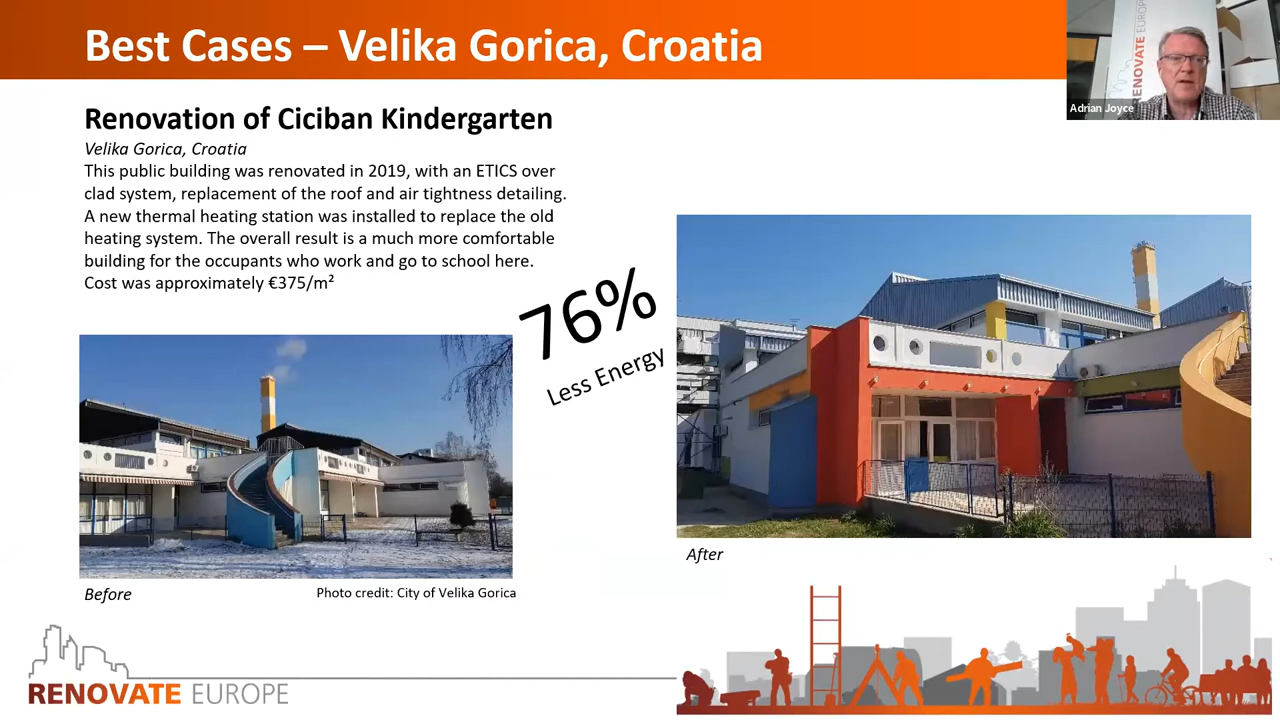 Best Cases – Velika Gorica, Croatia
RENOVATE EUROPE
Adrian Joyce
Renovation of Ciciban Kindergarten
Velika Gorica, Croatia
This public building was renovated in 2019, with an ETICS over
clad system, replacement of the roof and air tightness detailing.
A new thermal heating station was installed to replace the old
heating system. The overall result is a much more comfortable
building for the occupants who work and go to school here.
Cost was approximately €375/m²
76%
Less Energy
Before
Photo credit: City of Velika Gorica
After
RENOVATE EUROPE